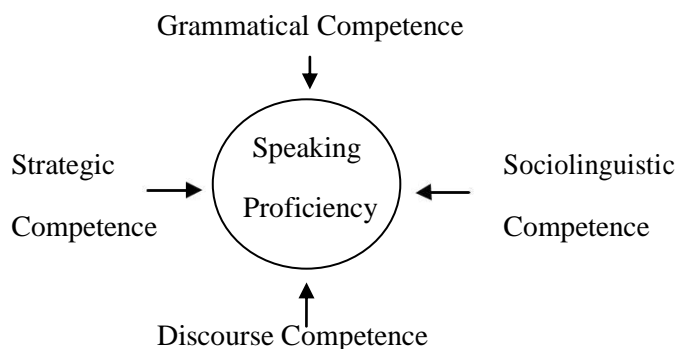 Grammatical Competence
Speaking
Proficiency
Strategic
Competence
Sociolinguistic
Competence
Discourse Competence